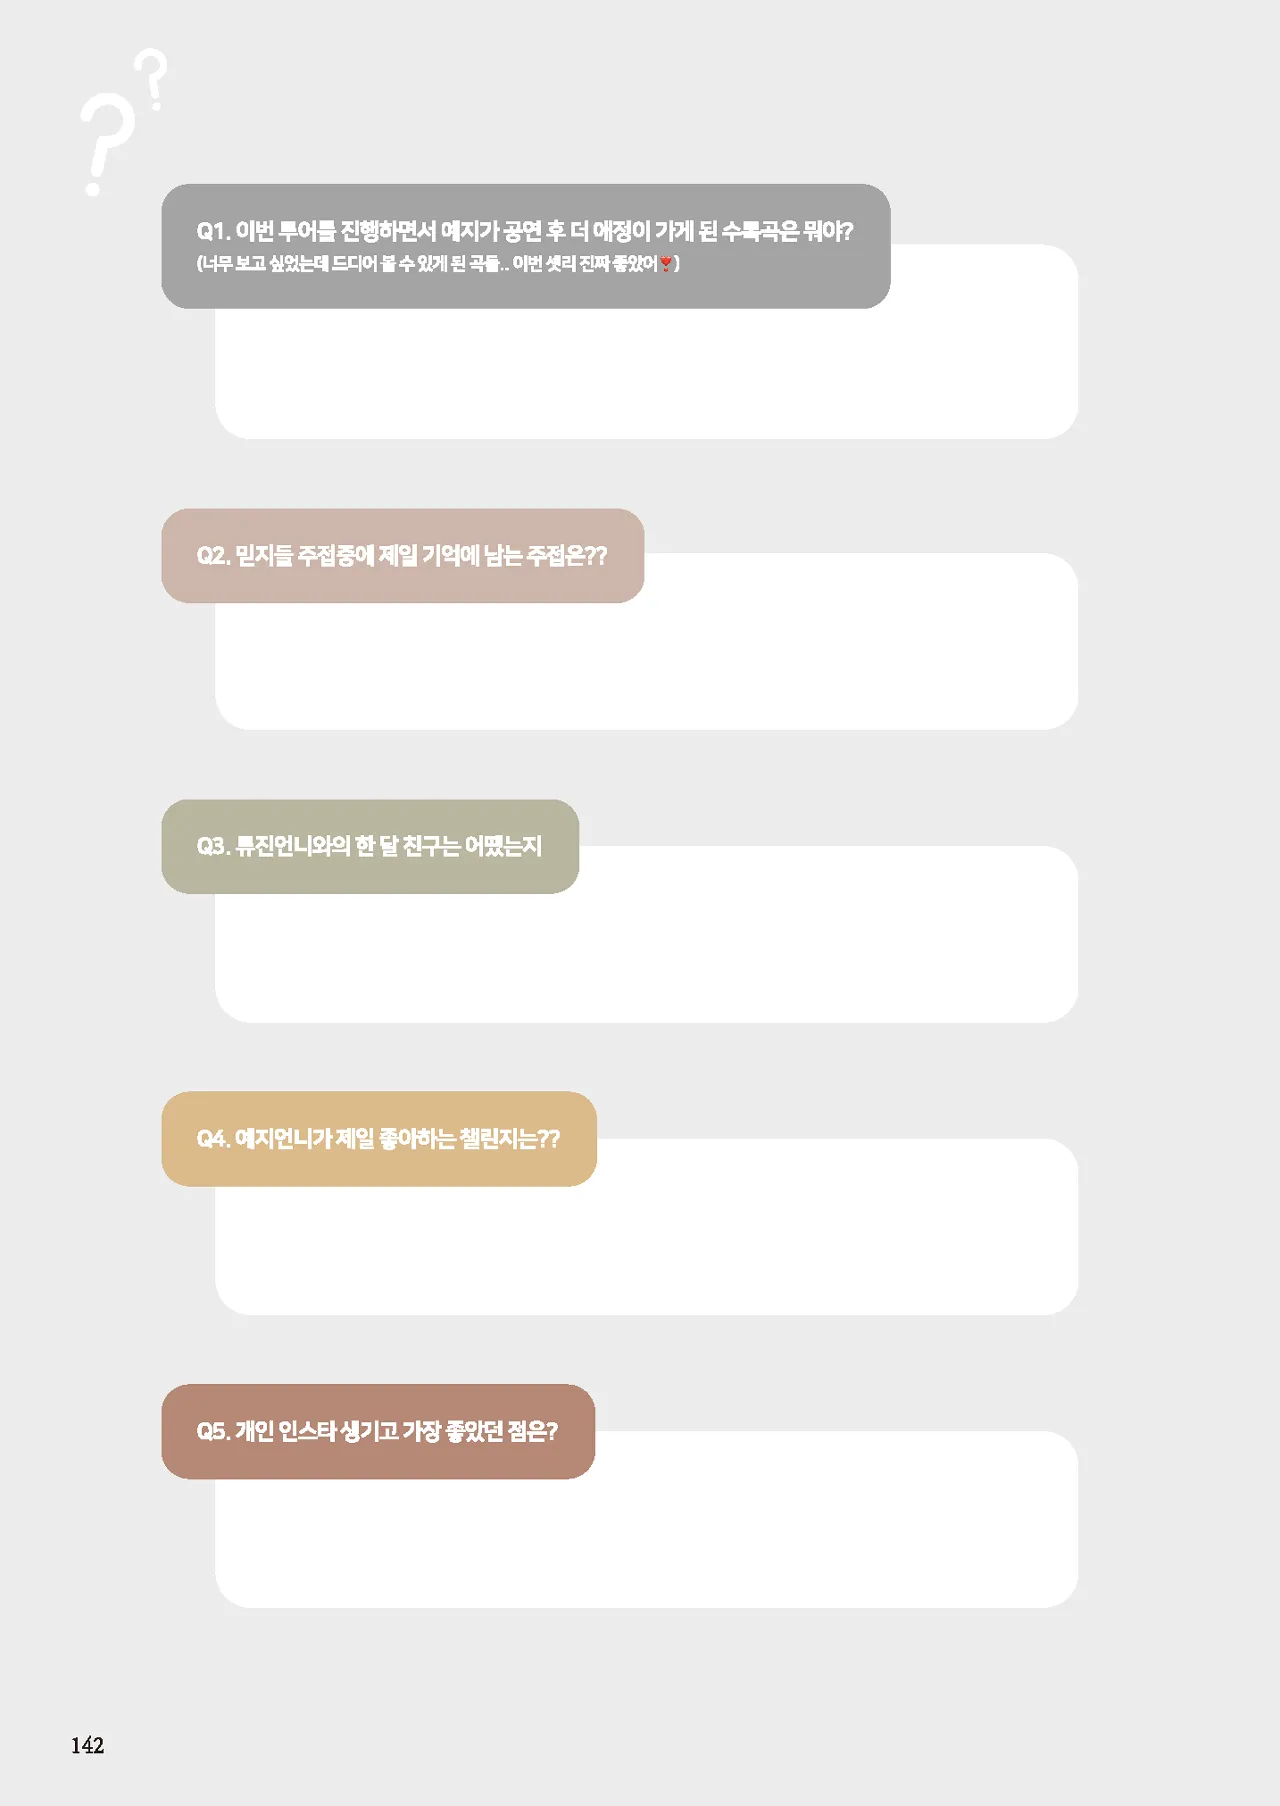 Q1. 이번 투어를 진행하면서 예지가 공연 후 더 애정이 가게 된 수록곡은 뭐야?
(너무 보고 싶었는데 드디어 볼 수 있게 된 곡들.. 이번 셋리 진짜 좋았어❣️)
Q2. 믿지들 주접중에 제일 기억에 남는 주접은??
Q3. 류진언니와의 한 달 친구는 어땠는지
Q4. 예지언니가 제일 좋아하는 챌린지는??
Q5. 개인 인스타 생기고 가장 좋았던 점은?
142